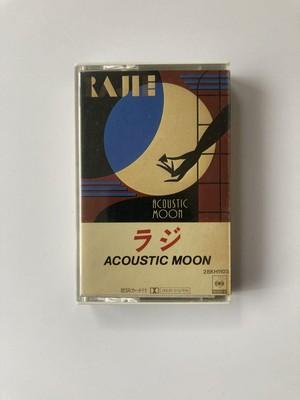 RAJIE
ACOUSTIC
MOON
ラジ
ACOUSTIC MOON
28KH1103